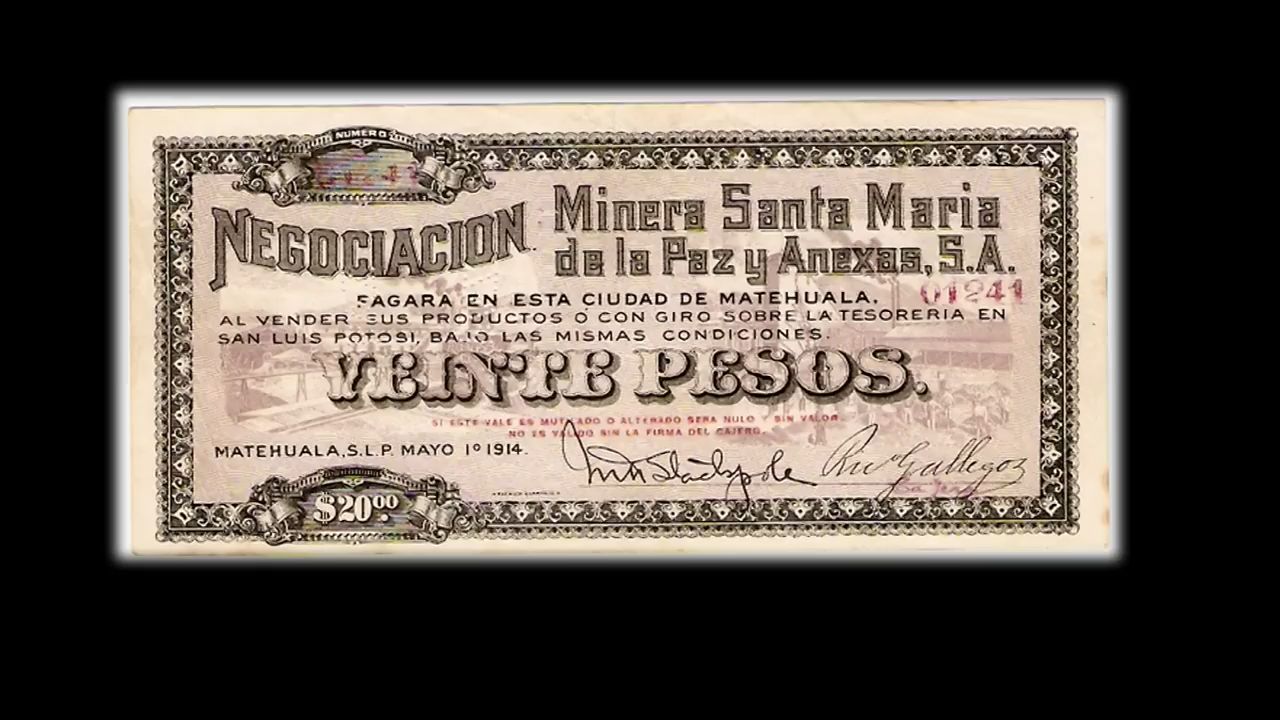 NUMERO
NEGOCIACION Minera Santa Maria
de la Paz y Anexas, S.A.
PAGARA EN ESTA CIUDAD DE MATEHUALA,
01241
AL VENDER SUS PRODUCTOS O CON GIRO SOBRE LA TESORERIA EN
SAN LUIS POTOSI, BAJO LAS MISMAS CONDICIONES.
VEINTE PESOS.
SI ESTE VALE ES MUTILADO O ALTERADO SERA NULO Y SIN VALOR.
NO ES VALIDO SIN LA FIRMA DEL CAJERO.
MATEHUALA, S.L.P. MAYO 1º 1914.
Gallegos
Cajero
$20.00